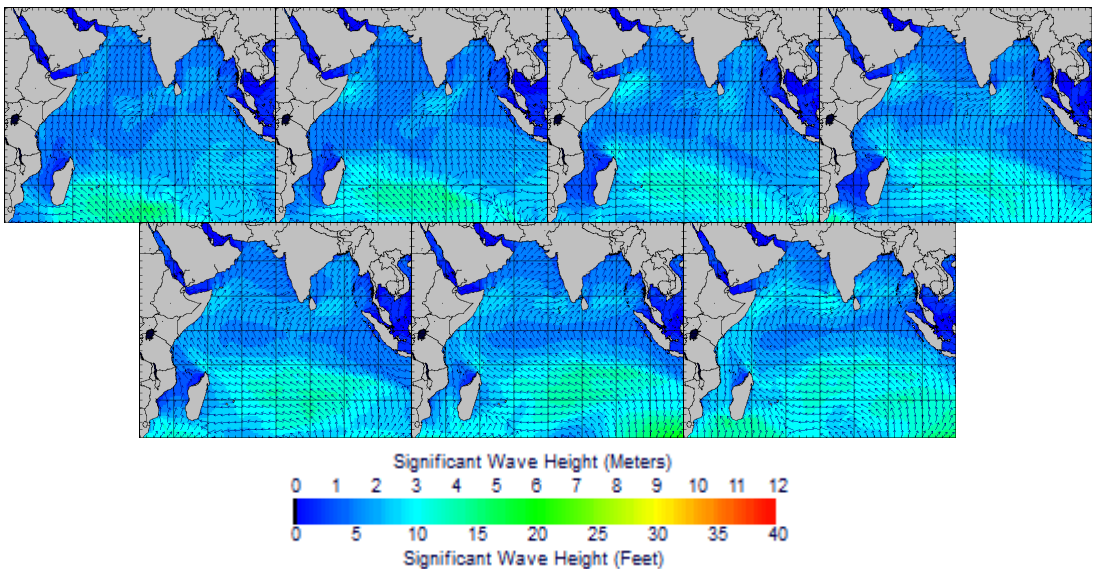 Significant Wave Height (Meters)
0 1 2 3 4 5 6 7 8 9 10 11 12
0 5 10 15 20 25 30 35 40
Significant Wave Height (Feet)